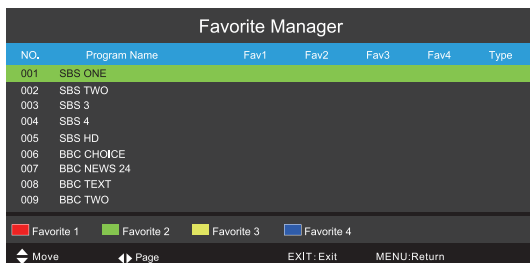 Favorite Manager
NO. Program Name Fav1 Fav2 Fav3 Fav4 Type
001 SBS ONE
002 SBS TWO
003 SBS 3
004 SBS 4
005 SBS HD
006 BBC CHOICE
007 BBC NEWS 24
008 BBC TEXT
009 BBC TWO
Favorite 1 Favorite 2 Favorite 3 Favorite 4
Move Page EXIT:Exit MENU:Return